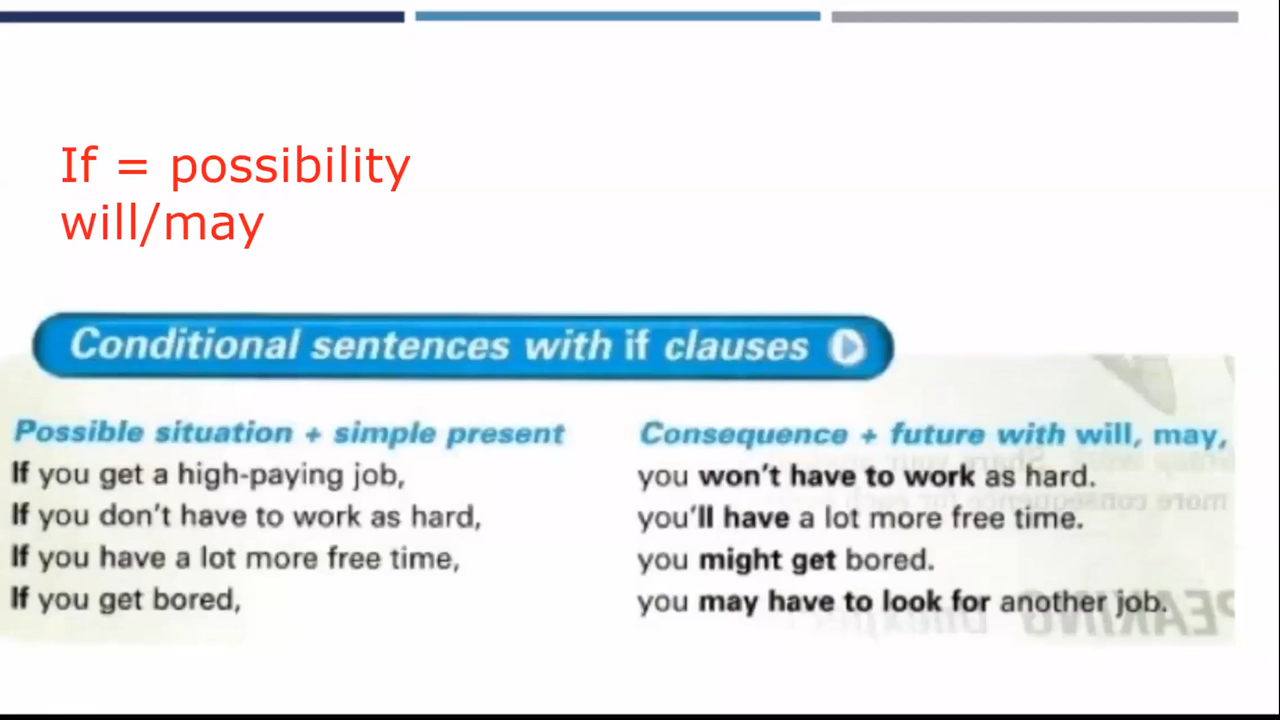 If = possibility
will/may
Conditional sentences with if clauses
Possible situation + simple present
Consequence + future with will, may,
If you get a high-paying job,
you won't have to work as hard.
If you don't have to work as hard,
you'll have a lot more free time.
If you have a lot more free time,
you might get bored.
If you get bored,
you may have to look for another job.